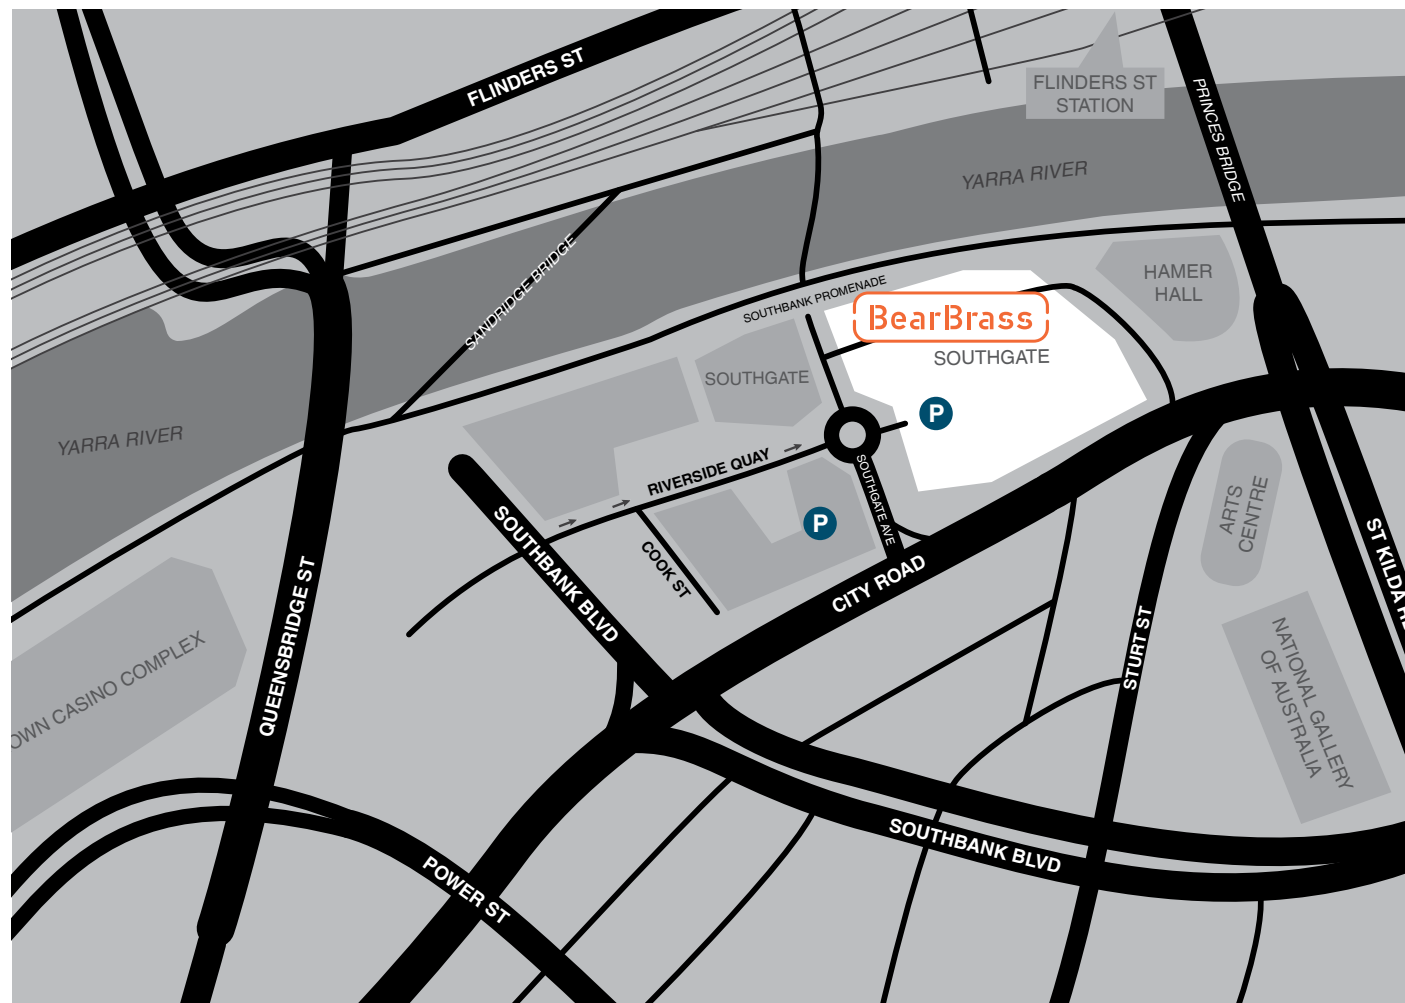 FLINDERS ST
FLINDERS ST
STATION
PRINCES BRIDGE
YARRA RIVER
SANDRIDGE BRIDGE
SOUTHBANK PROMENADE
HAMER
HALL
BearBrass
SOUTHGATE
SOUTHGATE
P
YARRA RIVER
RIVERSIDE QUAY
SOUTHGATE AVE
P
COOK ST
SOUTHBANK BLVD
CITY ROAD
ARTS
CENTRE
ST KILDA
QUEENSBRIDGE ST
OWN CASINO COMPLEX
STURT ST
NATIONAL GALLERY
OF AUSTRALIA
SOUTHBANK BLVD
POWER ST